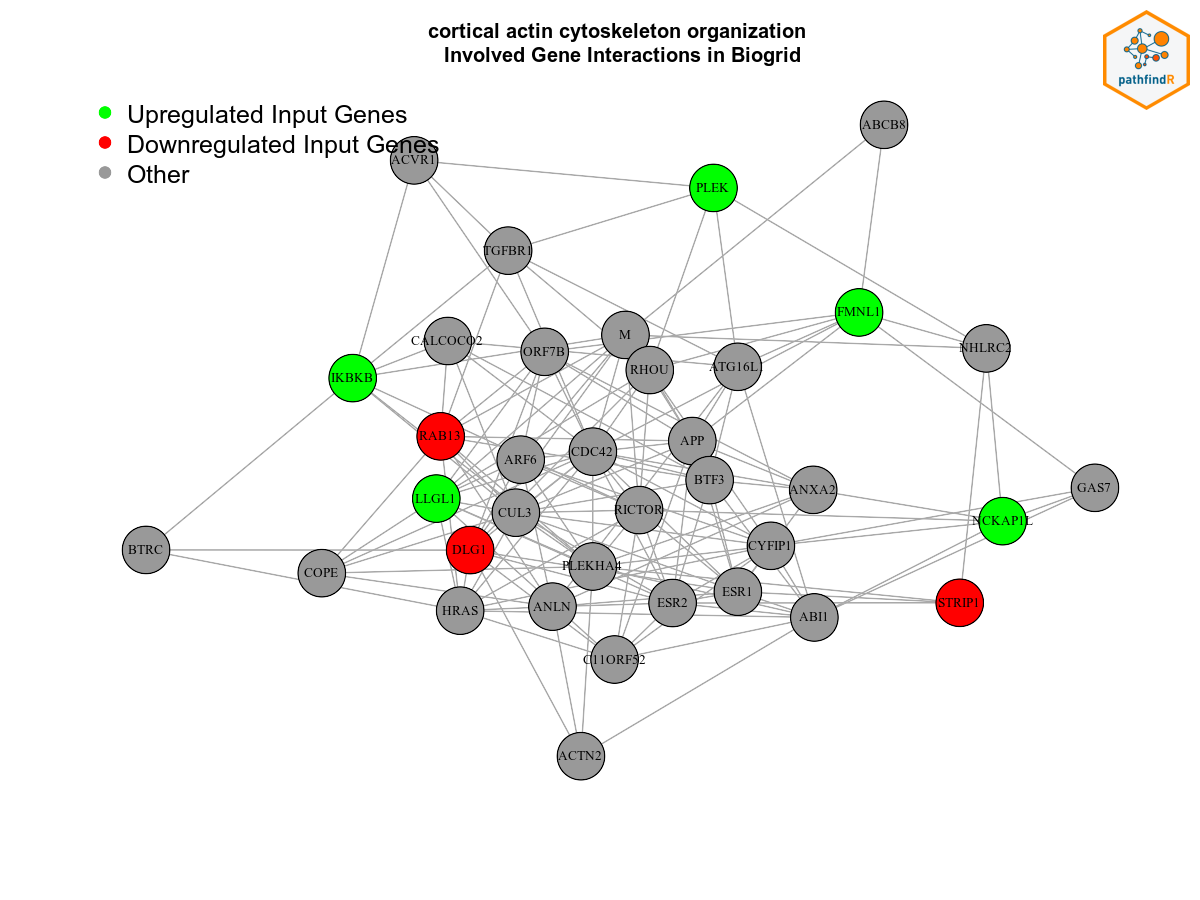 cortical actin cytoskeleton organization
Involved Gene Interactions in Biogrid
pathfindR
Upregulated Input Genes
Downregulated Input Genes
Other
ABCB8
ACVR1
PLEK
TGFBR1
FMNL1
M
CALCOCO2
ORF7B
NHLRC2
RHOU
ATG16L1
IKBKB
RAB13
APP
CDC42
ARF6
BTF3
ANXA2
GAS7
LLGL1
CUL3
RICTOR
NCKAP1L
BTRC
DLG1
CYFIP1
COPE
PLEKHA4
ESR1
HRAS
ANLN
ESR2
STRIP1
ABI1
C11ORF52
ACTN2